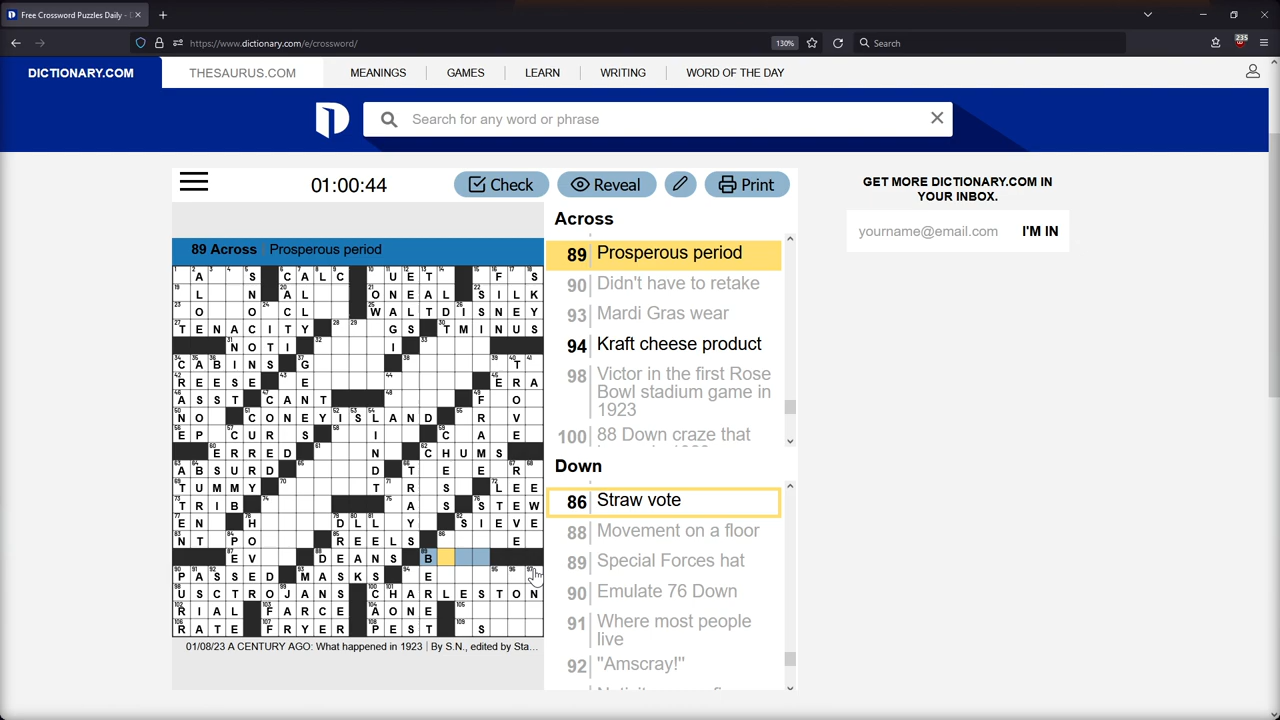 Free Crossword Puzzles Daily -
https://www.dictionary.com/e/crossword/
130%
Search
235
DICTIONARY.COM
THESAURUS.COM
MEANINGS
GAMES
LEARN
WRITING
WORD OF THE DAY
Search for any word or phrase
01:00:44
Check
Reveal
Print
89 Across Prosperous period
Across
89 Prosperous period
90 Didn't have to retake
93 Mardi Gras wear
94 Kraft cheese product
98 Victor in the first Rose
Bowl stadium game in
1923
100 88 Down craze that
Down
86 Straw vote
88 Movement on a floor
89 Special Forces hat
90 Emulate 76 Down
91 Where most people
live
92 "Amscray!"
GET MORE DICTIONARY.COM IN
YOUR INBOX.
yourname@email.com
I'M IN
A S C A L C U E T F S
L N A L O N E A L S I L K
O O C L W A L T D I S N E Y
T E N A C I T Y G S T M I N U S
N O T I I
C A B I N S G T
R E E S E E E R A
A S S T C A N T F O
N O C O N E Y I S L A N D R V
E P C U R S I C A E
E R R E D N C H U M S
A B S U R D D T E E R
T U M M Y T R S L E E
T R I B A S S T E W
E N H D L L Y S I E V E
N T P O R E E L S E
E V D E A N S B
P A S S E D M A S K S E
U S C T R O J A N S C H A R L E S T O N
R I A L F A R C E A O N E
R A T E F R Y E R P E S T S
01/08/23 A CENTURY AGO: What happened in 1923 | By S.N., edited by Sta...